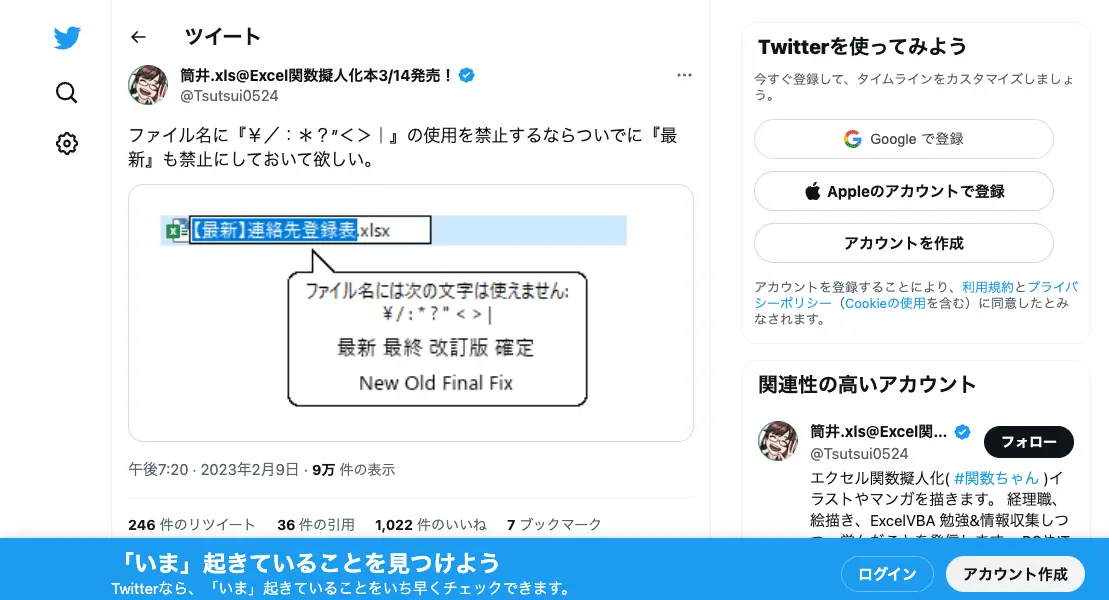 ツイート
筒井.xls@Excel関数擬人化本3/14発売！
@Tsutsui0524
ファイル名に『￥／：＊？"＜＞｜』の使用を禁止するならついでに『最
新』も禁止にしておいて欲しい。
【最新】連絡先登録表.xlsx
ファイル名には次の文字は使えません:
¥/:*?"<>|
最新 最終 改訂版 確定
New Old Final Fix
午後7:20 · 2023年2月9日 · 9万 件の表示
246 件のリツイート 36 件の引用 1,022 件のいいね 7 ブックマーク
Twitterを使ってみよう
今すぐ登録して、タイムラインをカスタマイズしましょ
う。
Google で登録
Appleのアカウントで登録
アカウントを作成
アカウントを登録することにより、利用規約とプライバ
シーポリシー（Cookieの使用を含む）に同意したとみ
なされます。
関連性の高いアカウント
筒井.xls@Excel関...
フォロー
@Tsutsui0524
エクセル関数擬人化( #関数ちゃん )イ
ラストやマンガを描きます。 経理職、
絵描き、ExcelVBA 勉強&情報収集しつ
「いま」起きていることを見つけよう
Twitterなら、「いま」起きていることをいち早くチェックできます。
ログイン
アカウント作成